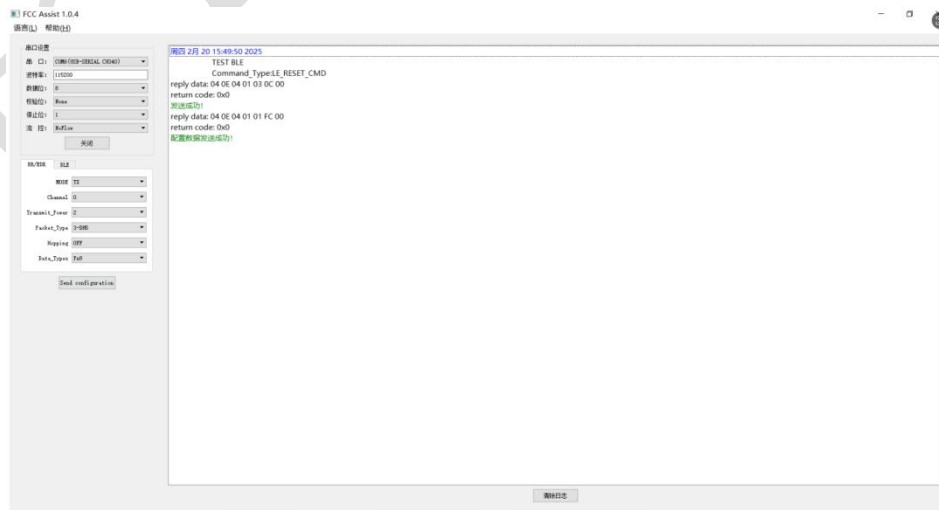 FCC Assist 1.0.4
语言(L) 帮助(H)
串口设置
串 口: COM6(USB-SERIAL CH340)
波特率: 115200
数据位: 8
校验位: None
停止位: 1
流 控: NoFlow
关闭
BR/EDR BLE
MODE TX
Channel 0
Transmit_Power 2
Packet_Type 3-DH5
Hopping OFF
Data_Types Pn9
Send configuration
周四 2月 20 15:49:50 2025
TEST BLE
Command_Type:LE_RESET_CMD
reply data: 04 0E 04 01 03 0C 00
return code: 0x0
发送成功!
reply data: 04 0E 04 01 01 FC 00
return code: 0x0
配置数据发送成功!
清除日志